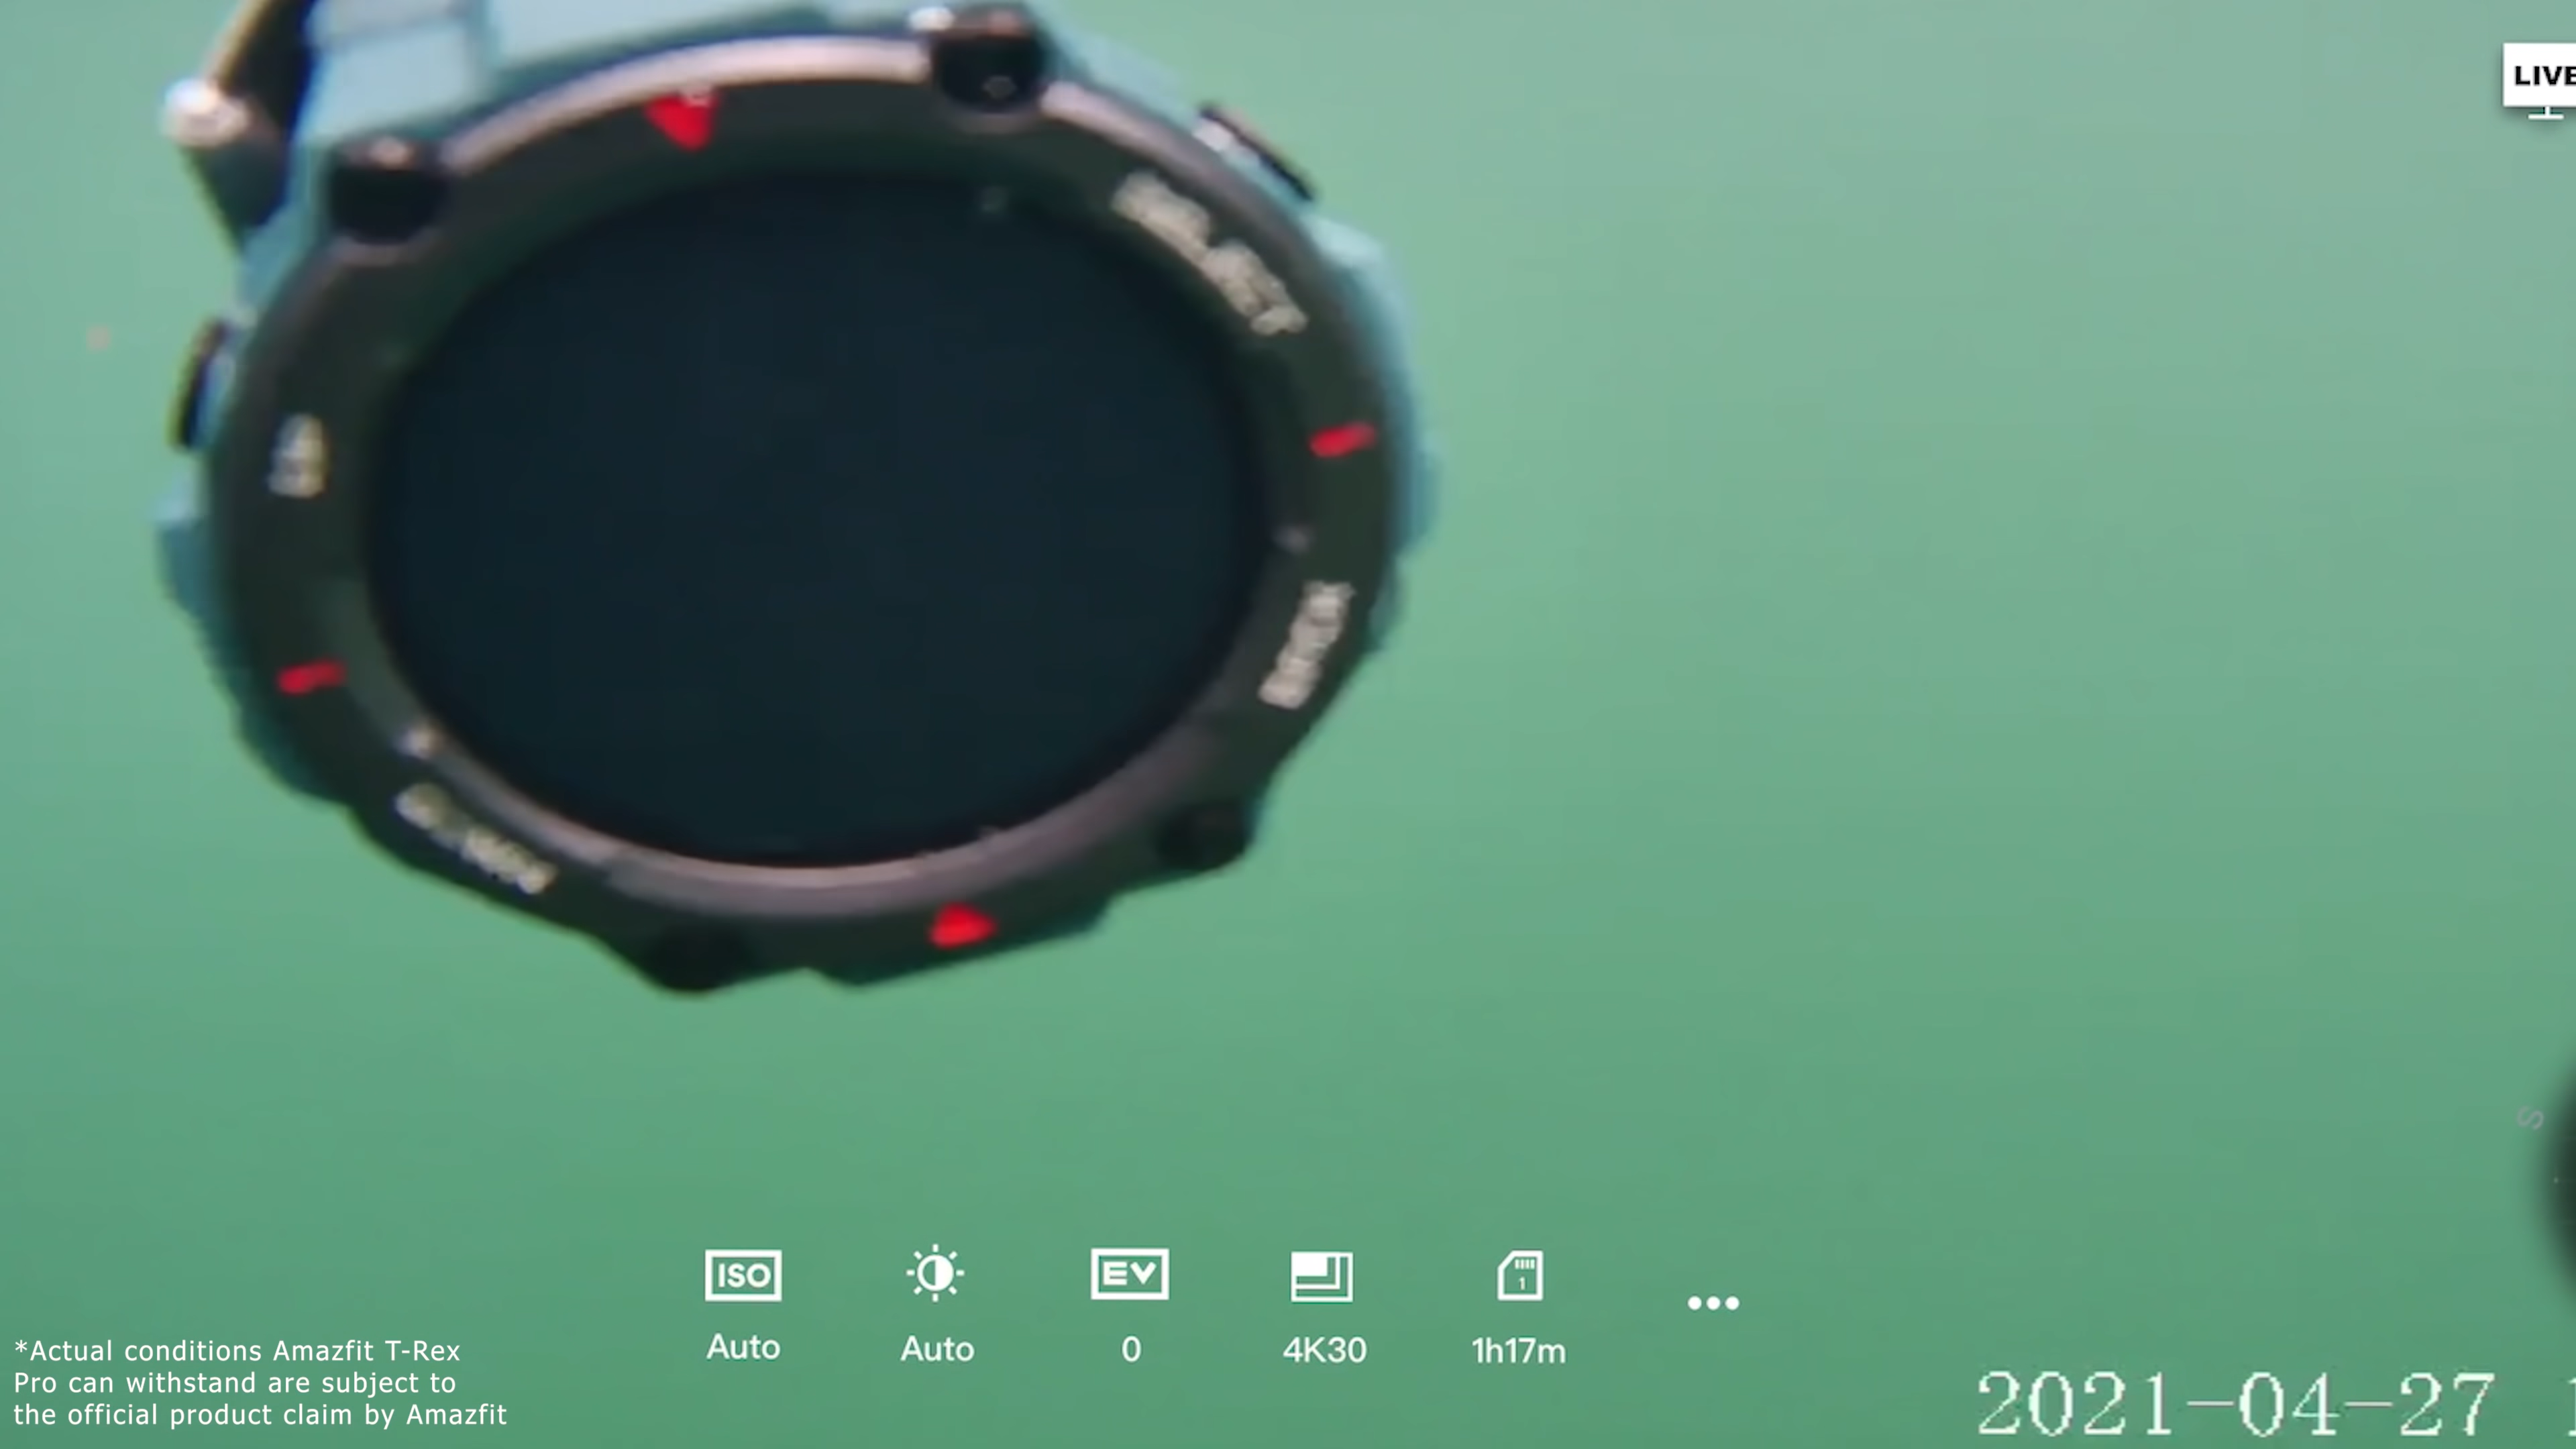 LIVE
ISO
EV
1
Auto
Auto
0
4K30
1h17m
*Actual conditions Amazfit T-Rex
Pro can withstand are subject to
the official product claim by Amazfit
2021-04-27
S